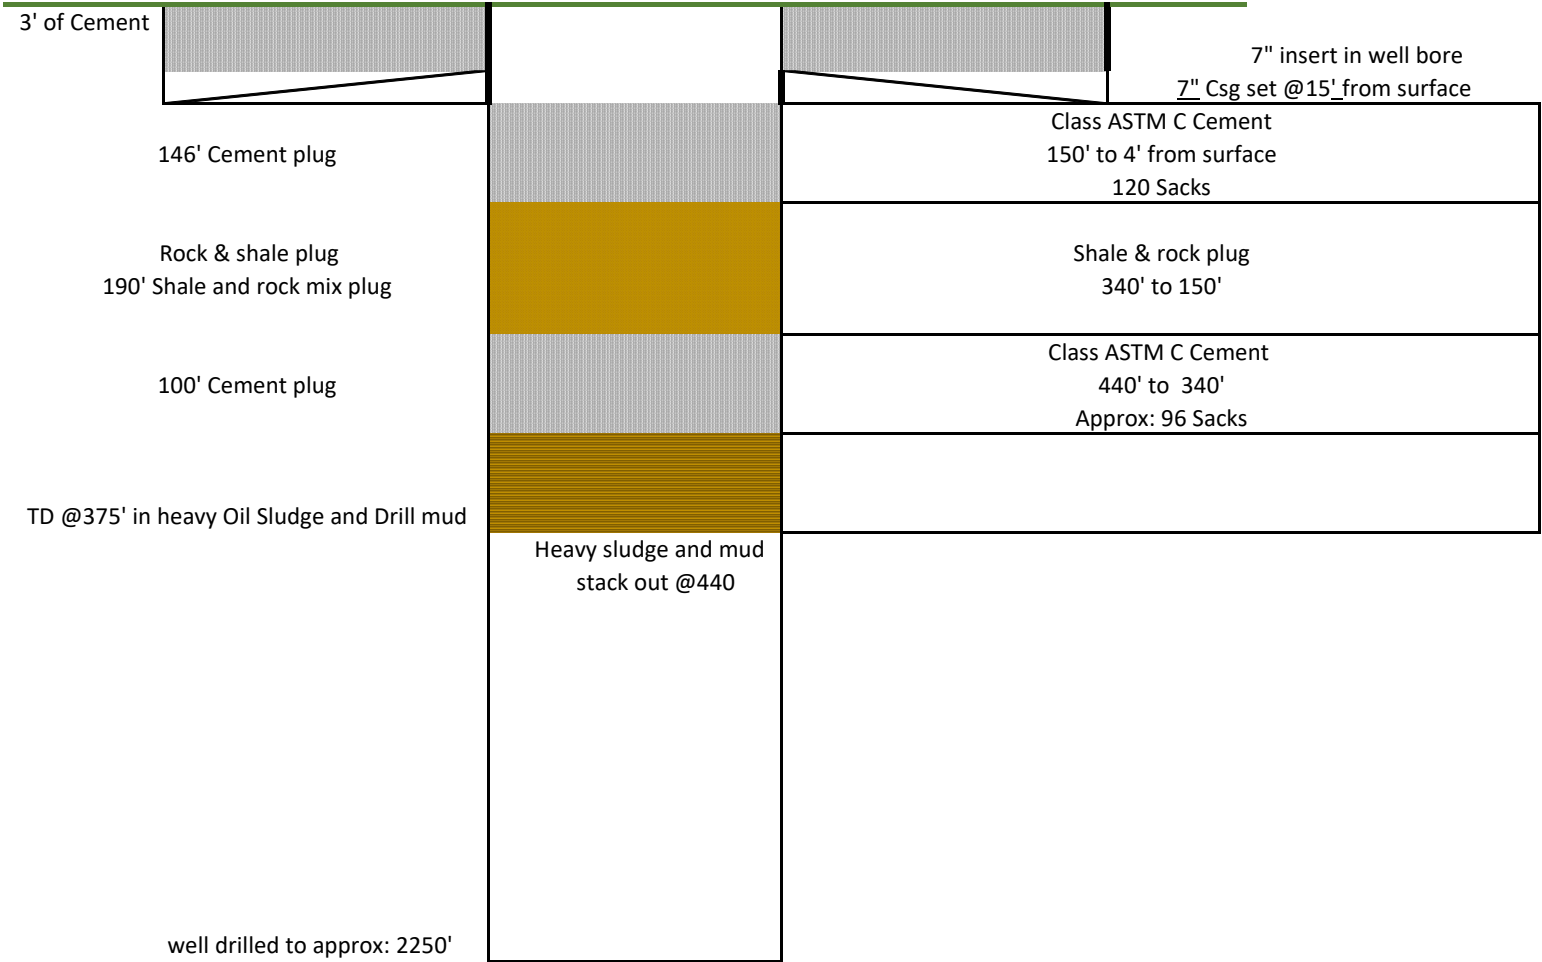 3' of Cement
7" insert in well bore
7" Csg set @15' from surface
146' Cement plug
Class ASTM C Cement
150' to 4' from surface
120 Sacks
Rock & shale plug
190' Shale and rock mix plug
Shale & rock plug
340' to 150'
100' Cement plug
Class ASTM C Cement
440' to  340'
Approx: 96 Sacks
TD @375' in heavy Oil Sludge and Drill mud
Heavy sludge and mud
stack out @440
well drilled to approx: 2250'